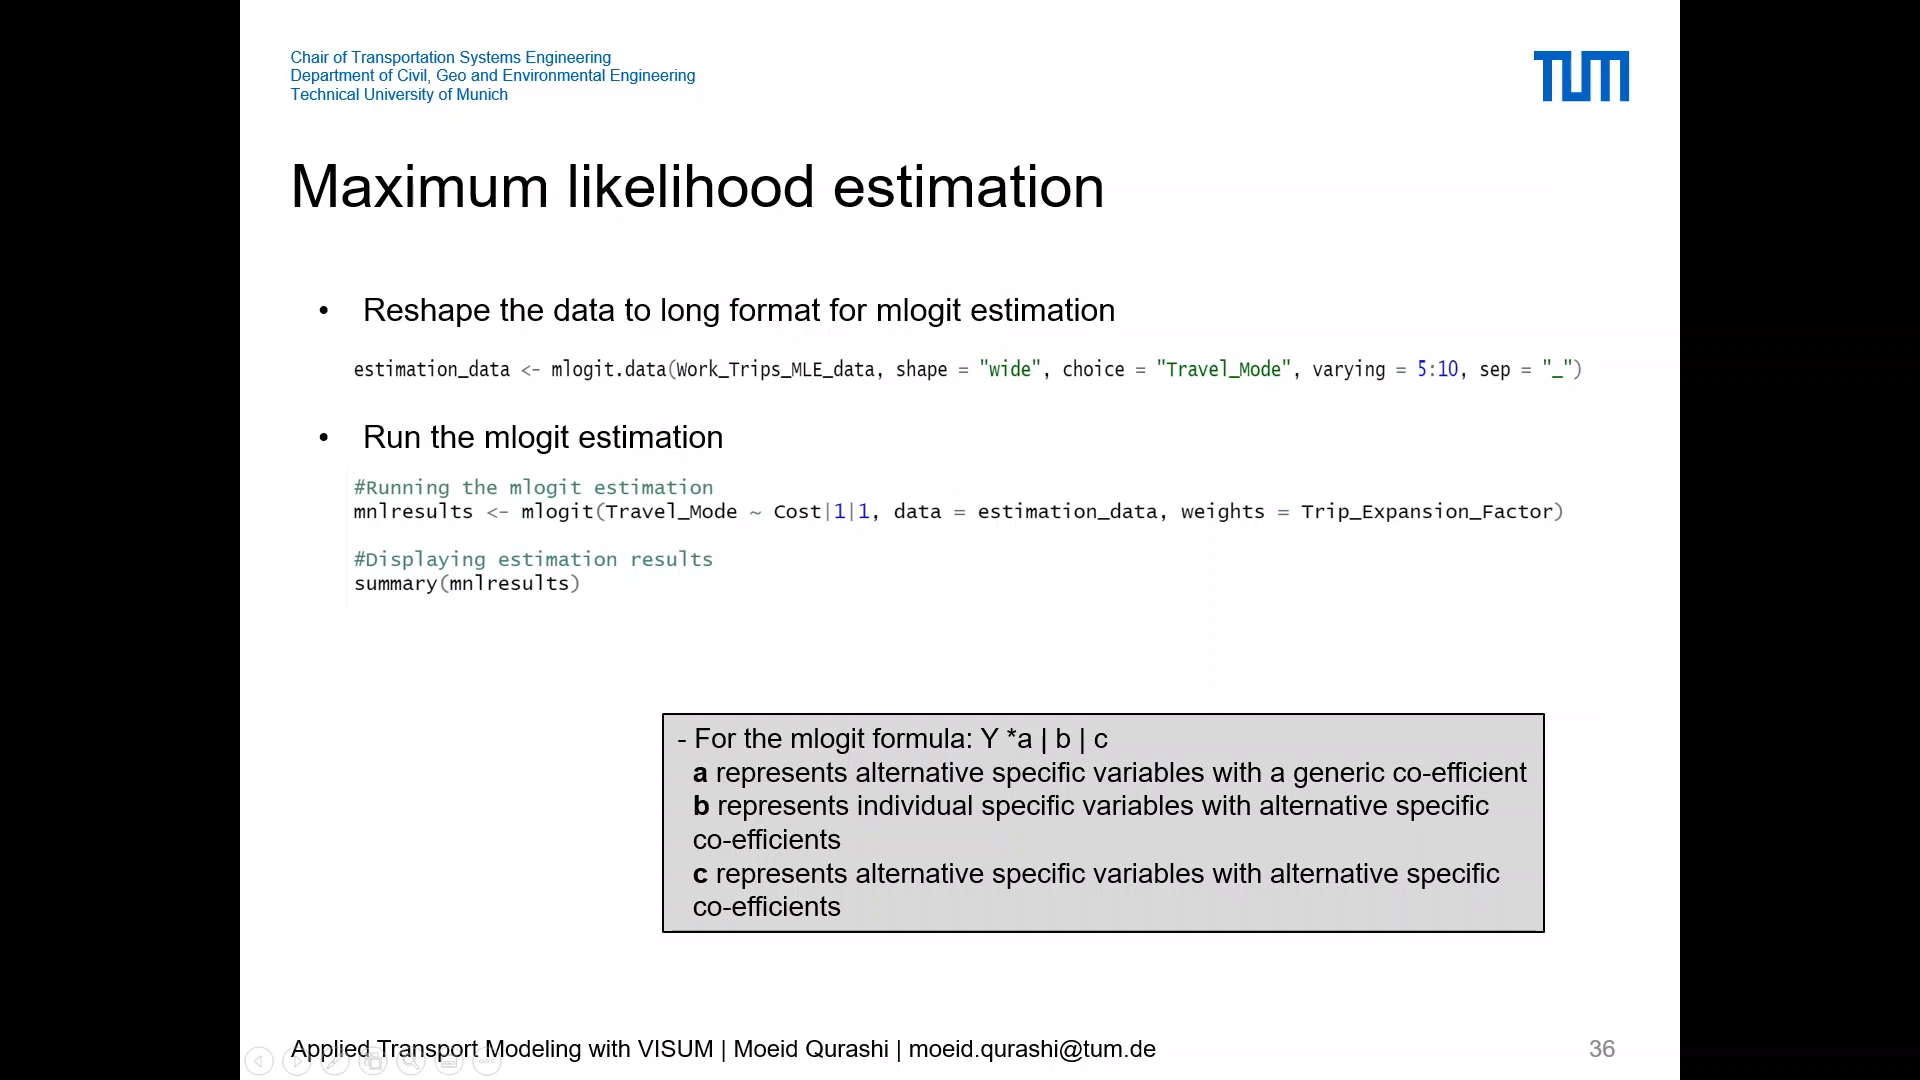 Chair of Transportation Systems Engineering
Department of Civil, Geo and Environmental Engineering
Technical University of Munich
TUM
Maximum likelihood estimation
• Reshape the data to long format for mlogit estimation
estimation_data <- mlogit.data(Work_Trips_MLE_data, shape = "wide", choice = "Travel_Mode", varying = 5:10, sep = "_")
• Run the mlogit estimation
#Running the mlogit estimation
mnlresults <- mlogit(Travel_Mode ~ Cost|1|1, data = estimation_data, weights = Trip_Expansion_Factor)
#Displaying estimation results
summary(mnlresults)
- For the mlogit formula: Y *a | b | c
a represents alternative specific variables with a generic co-efficient
b represents individual specific variables with alternative specific
co-efficients
c represents alternative specific variables with alternative specific
co-efficients
Applied Transport Modeling with VISUM | Moeid Qurashi | moeid.qurashi@tum.de
36